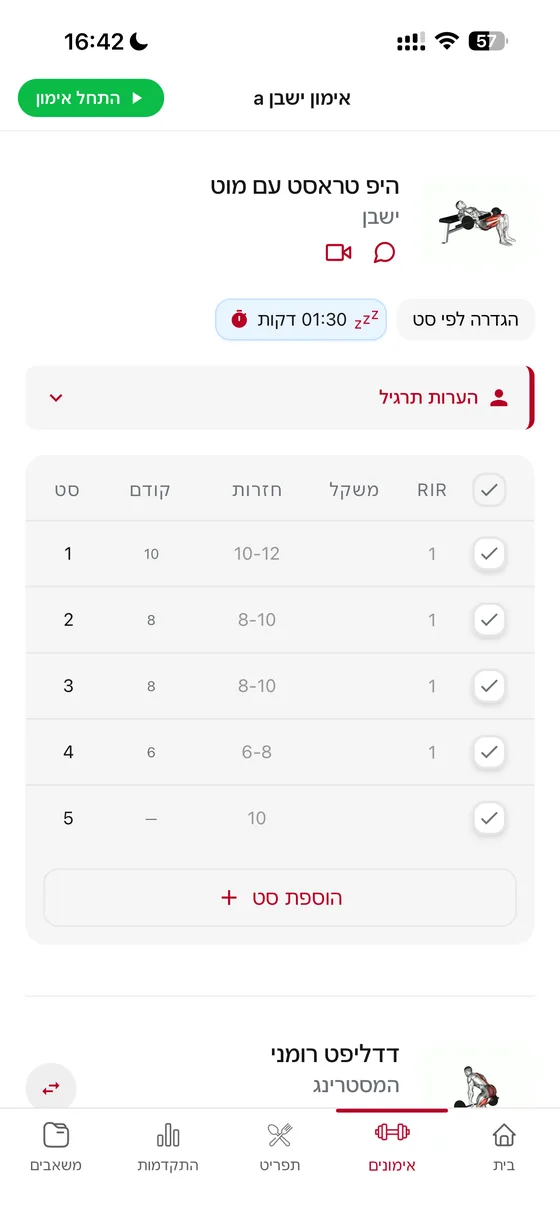 16:42
57
אימון ישבן a
התחל אימון
היפ טראסט עם מוט
ישבן
הגדרה לפי סט
zzz 01:30 דקות
הערות תרגיל
RIR משקל חזרות קודם סט
1 10-12 10 1
1 8-10 8 2
1 8-10 8 3
1 6-8 6 4
10 – 5
הוספת סט +
דדליפט רומני
המסטרינג
בית אימונים תפריט התקדמות משאבים